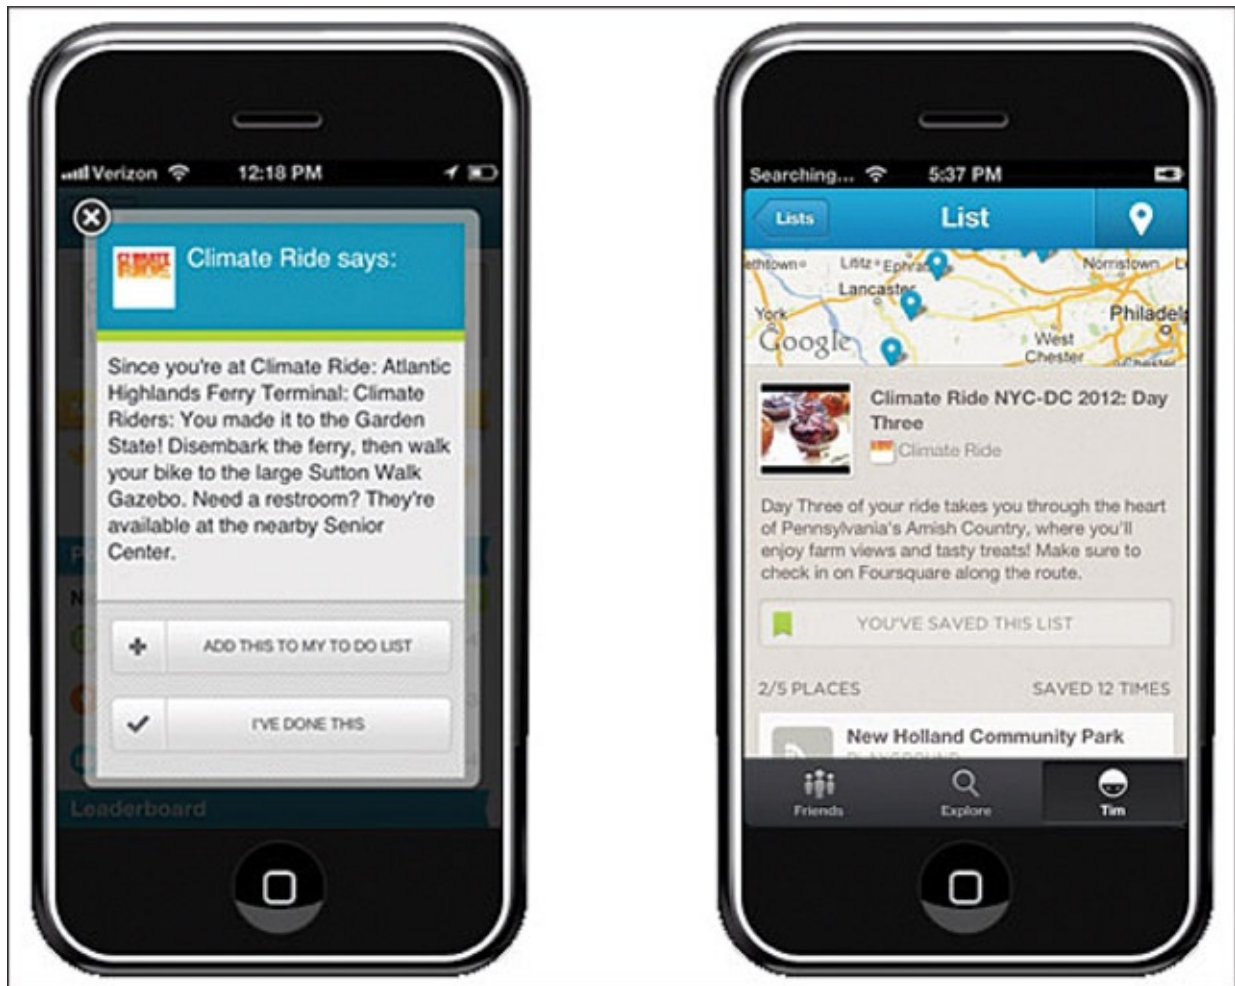 Verizon 12:18 PM
CLIMATE
RIDE
Climate Ride says:
Since you're at Climate Ride: Atlantic
Highlands Ferry Terminal: Climate
Riders: You made it to the Garden
State! Disembark the ferry, then walk
your bike to the large Sutton Walk
Gazebo. Need a restroom? They're
available at the nearby Senior
Center.
ADD THIS TO MY TO DO LIST
I'VE DONE THIS
Leaderboard
Searching... 5:37 PM
Lists
List
ethtown
Lititz
Ephra
Norristown
Lancaster
York
Philadel
Google
West
Chester
Climate Ride NYC-DC 2012: Day
Three
Climate Ride
Day Three of your ride takes you through the heart
of Pennsylvania's Amish Country, where you'll
enjoy farm views and tasty treats! Make sure to
check in on Foursquare along the route.
YOU'VE SAVED THIS LIST
2/5 PLACES SAVED 12 TIMES
New Holland Community Park
PLAYGROUND
Friends Explore Tim